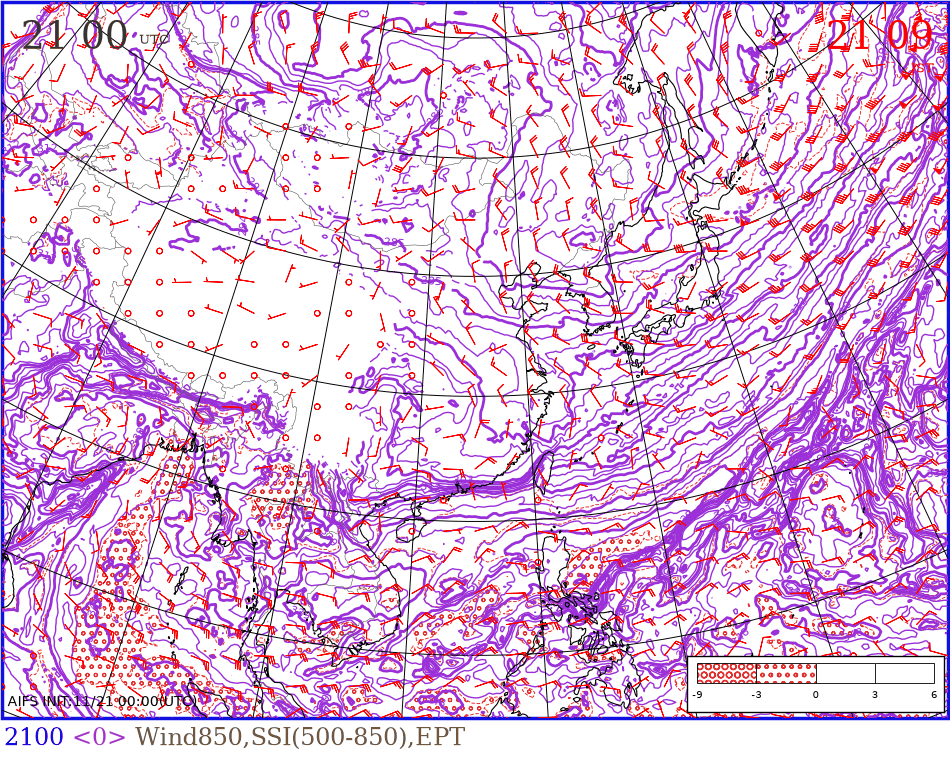 21 00 UTC
21 09
AIFS INIT:11/21 00:00(UTC)
-9 -3 0 3 6
2100 <0> Wind850,SSI(500-850),EPT